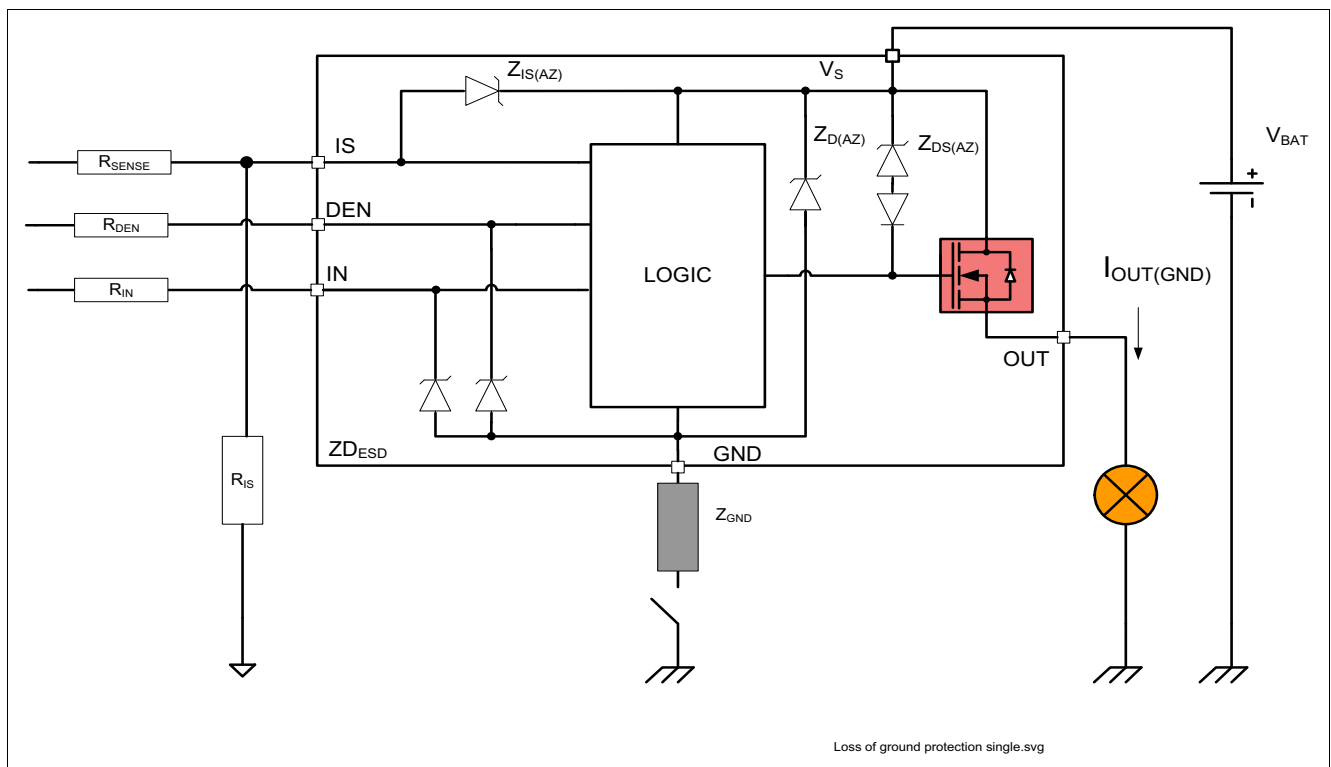 ZIS(AZ)
VS
ZD(AZ)
ZDS(AZ)
VBAT
IS
RSENSE
+
DEN
RDEN
IN
RIN
LOGIC
IOUT(GND)
OUT
ZDESD
GND
RIS
ZGND
Loss of ground protection single.svg